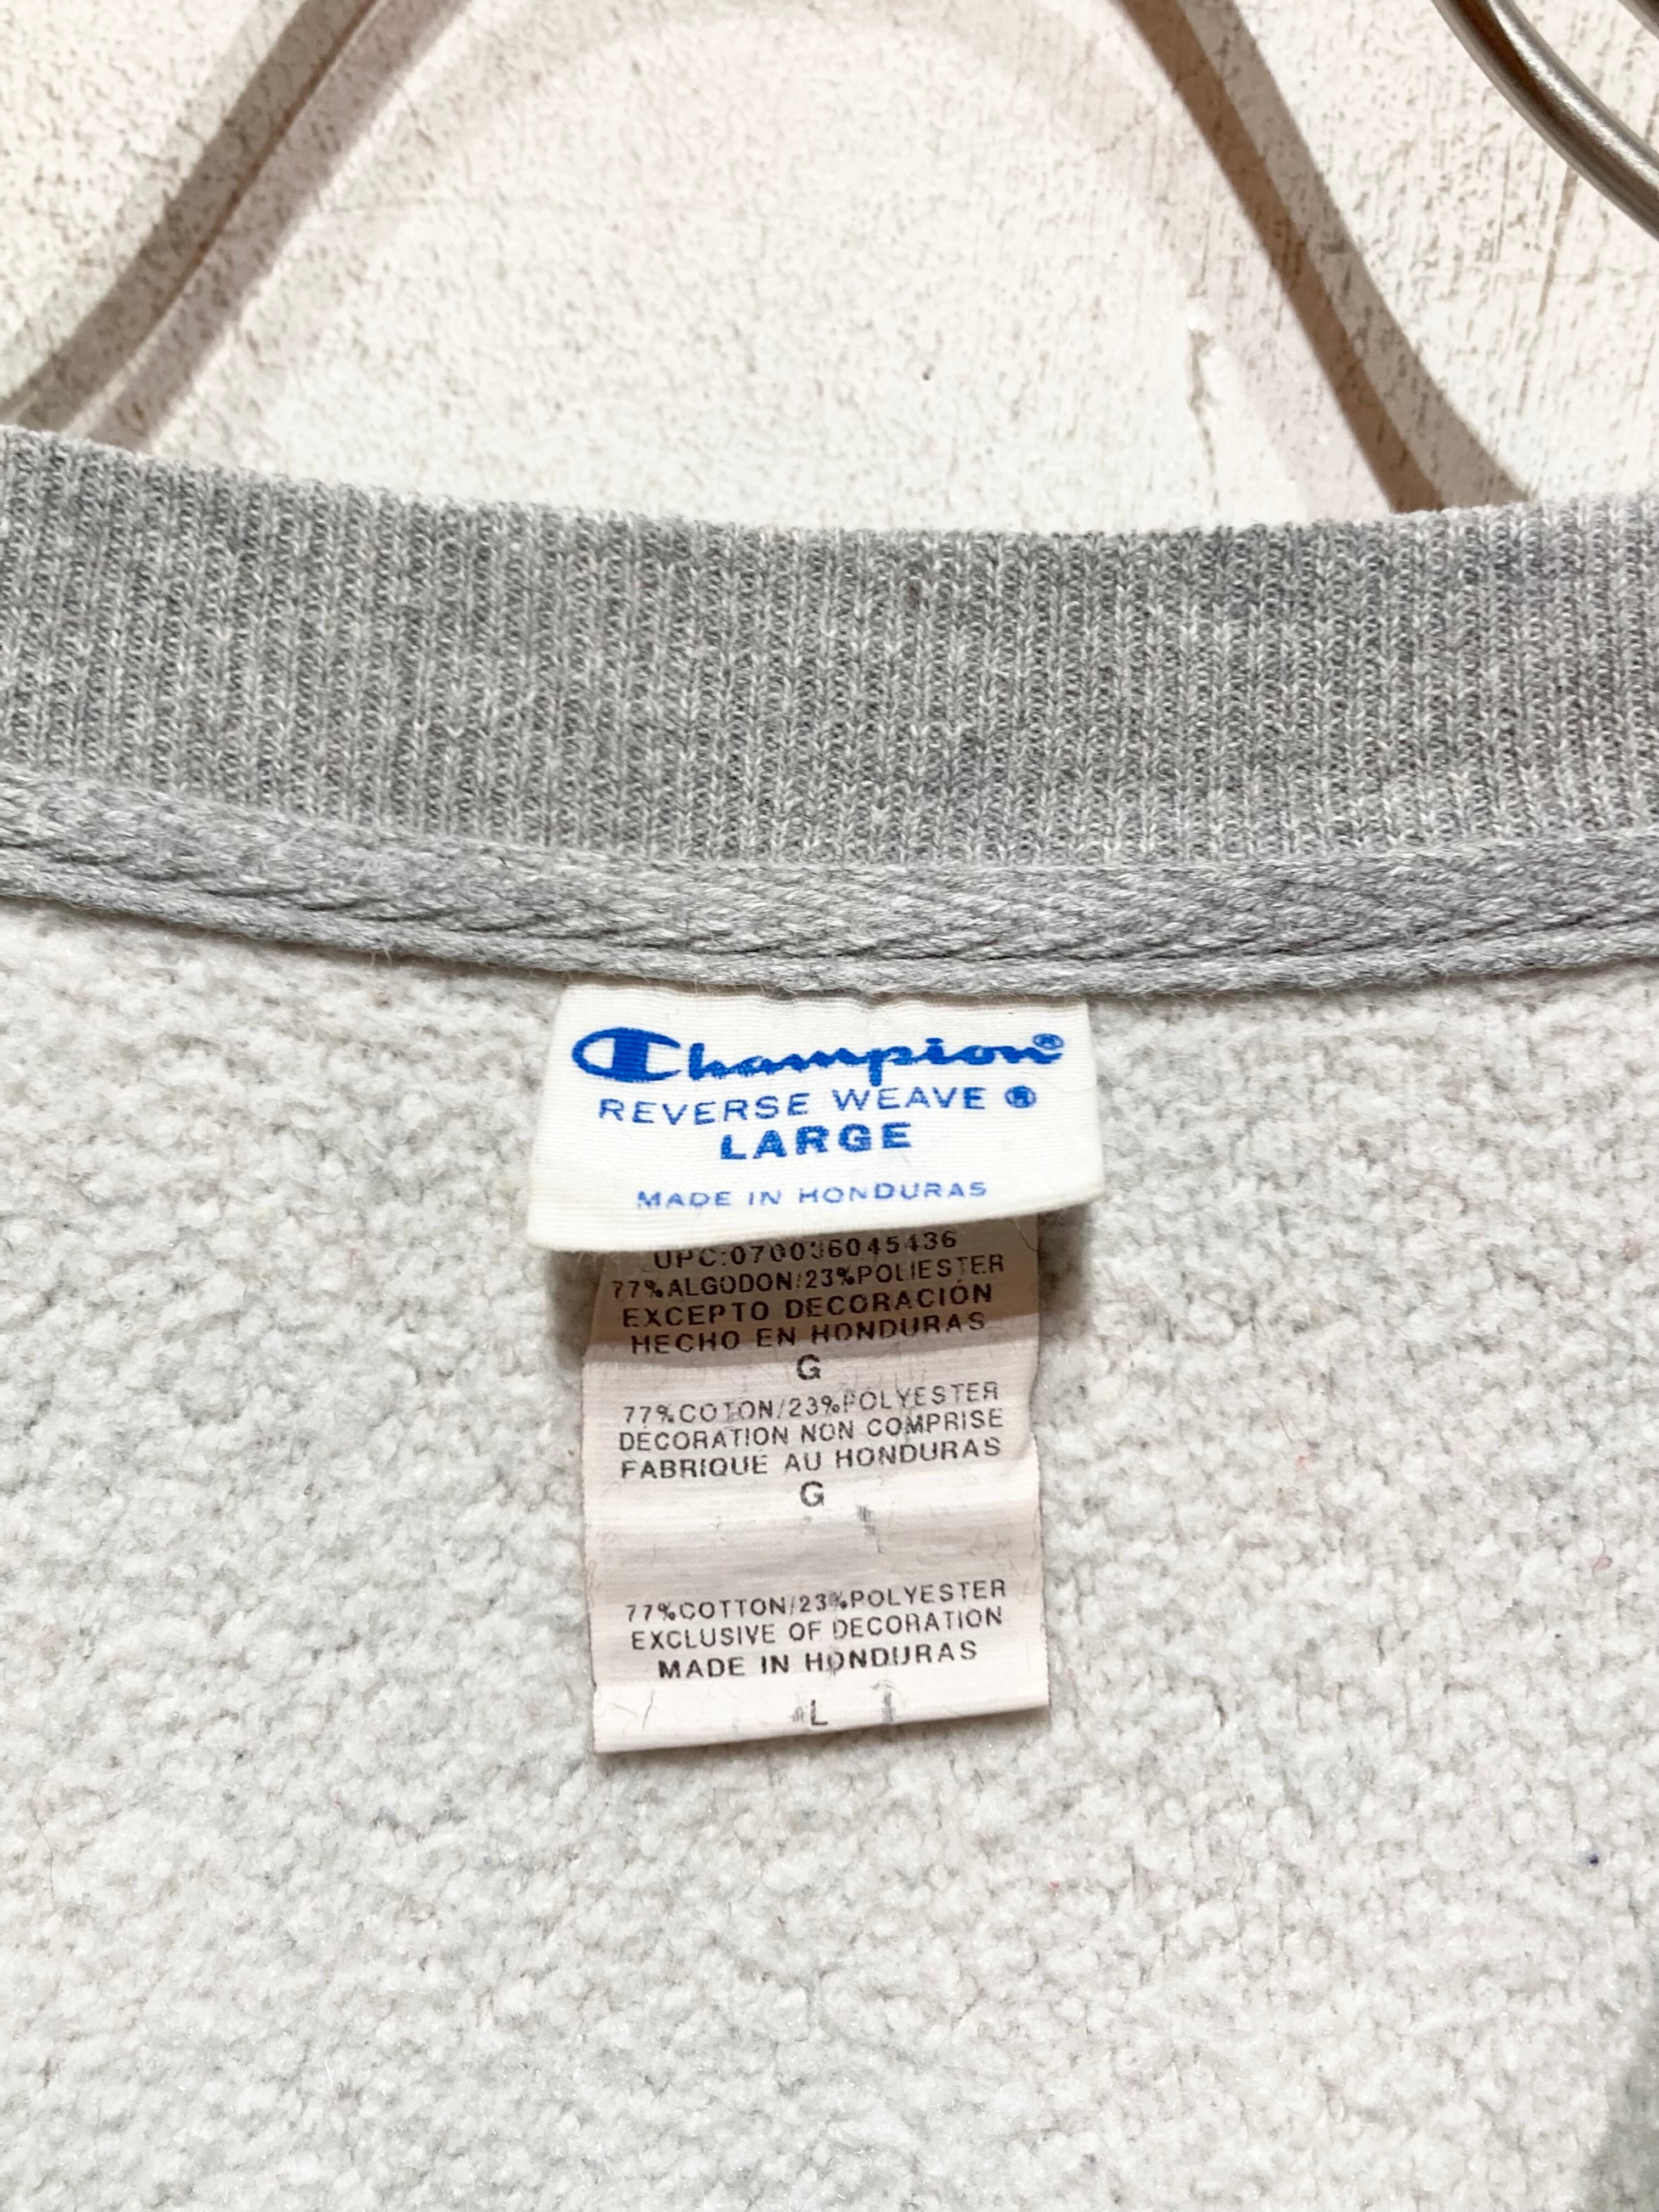 Champion®
REVERSE WEAVE ®
LARGE
MADE IN HONDURAS
UPC:070036045436
77%ALGODON/23%POLIESTER
EXCEPTO DECORACIÓN
HECHO EN HONDURAS
G
77%COTON/23%POLYESTER
DÉCORATION NON COMPRISE
FABRIQUÉ AU HONDURAS
G
77%COTTON/23%POLYESTER
EXCLUSIVE OF DECORATION
MADE IN HONDURAS
L